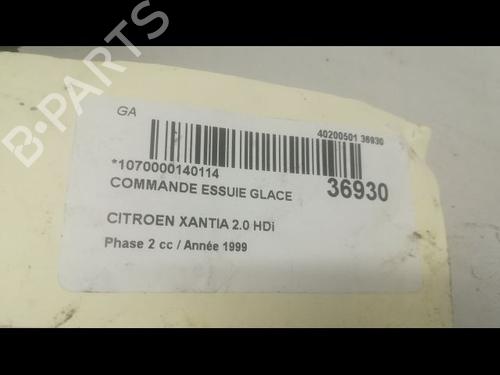 B-PARTS
GA
40200501 36930
*1070000140114
COMMANDE ESSUIE GLACE
36930
CITROEN XANTIA 2.0 HDi
Phase 2 cc / Année 1999